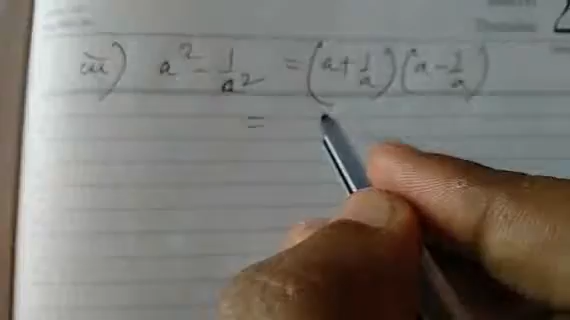 iii) a² - 1/a² = (a + 1/a)(a - 1/a)
=